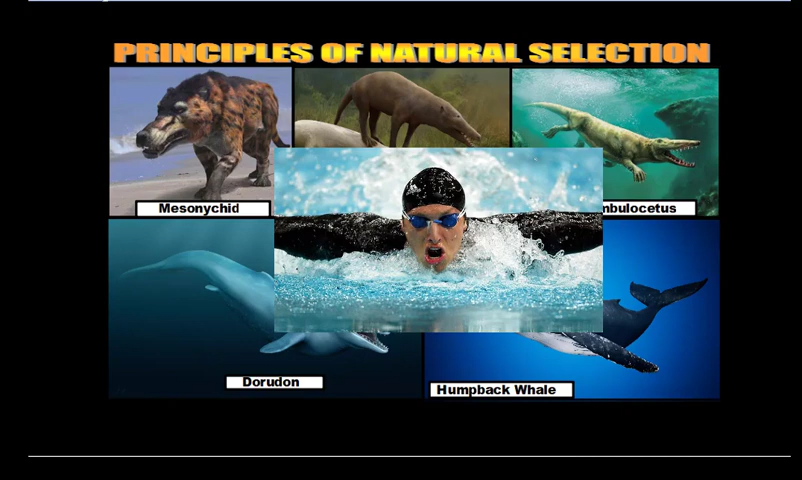 PRINCIPLES OF NATURAL SELECTION
Mesonychid
mbulocetus
Dorudon
Humpback Whale